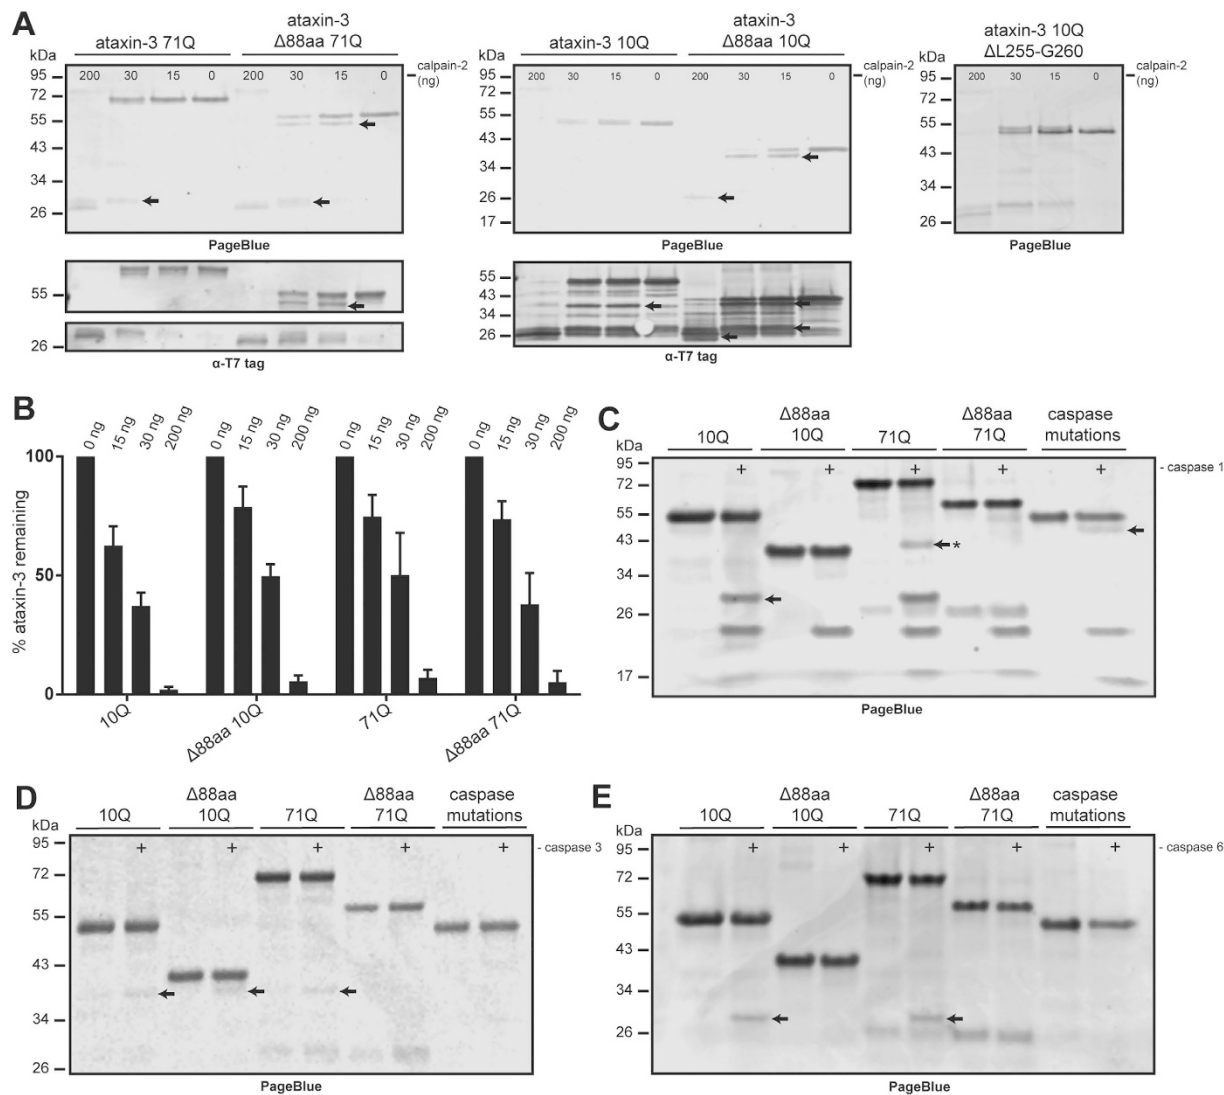 A
ataxin-3 71Q
ataxin-3
Δ88aa 71Q
kDa
200 30 15 0 200 30 15 0
calpain-2
(ng)
95
72
55
43
34
26
PageBlue
55
26
α-T7 tag
ataxin-3 10Q
ataxin-3
Δ88aa 10Q
kDa
200 30 15 0 200 30 15 0
calpain-2
(ng)
95
72
55
43
34
26
17
PageBlue
55
43
34
26
α-T7 tag
ataxin-3 10Q
ΔL255-G260
kDa
200 30 15 0
calpain-2
(ng)
95
72
55
43
34
26
PageBlue
B
0 ng 15 ng 30 ng 200 ng 0 ng 15 ng 30 ng 200 ng 0 ng 15 ng 30 ng 200 ng 0 ng 15 ng 30 ng 200 ng
% ataxin-3 remaining
100
50
0
10Q Δ88aa 10Q 71Q Δ88aa 71Q
C
10Q
Δ88aa
10Q
71Q
Δ88aa
71Q
caspase
mutations
kDa
+ + + + +
- caspase 1
95
72
55
43
*
34
26
17
PageBlue
D
10Q
Δ88aa
10Q
71Q
Δ88aa
71Q
caspase
mutations
kDa
+ + + + +
- caspase 3
95
72
55
43
34
26
PageBlue
E
10Q
Δ88aa
10Q
71Q
Δ88aa
71Q
caspase
mutations
kDa
+ + + + +
- caspase 6
95
72
55
43
34
26
PageBlue